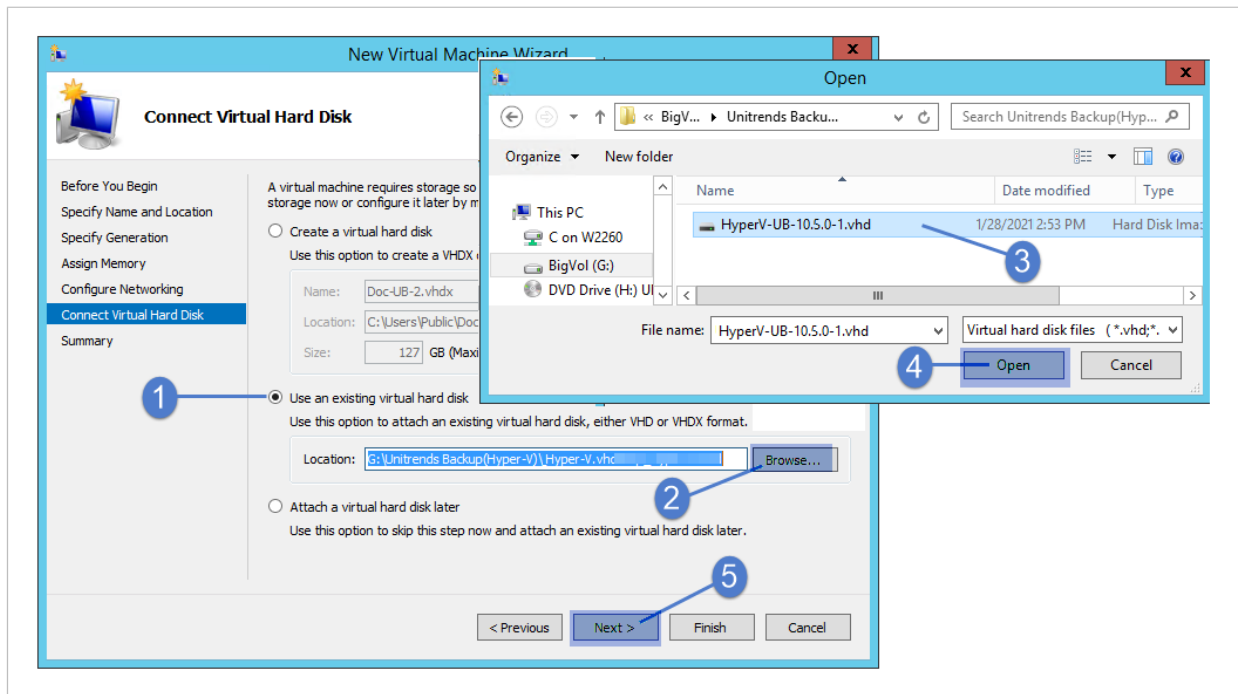 New Virtual Machine Wizard
x
Connect Virtual Hard Disk
Before You Begin
Specify Name and Location
Specify Generation
Assign Memory
Configure Networking
Connect Virtual Hard Disk
Summary
A virtual machine requires storage so
storage now or configure it later by m
Create a virtual hard disk
Use this option to create a VHDX
Name: Doc-UB-2.vhdx
Location: C:\Users\Public\Doc
Size: 127 GB (Maxi
1
Use an existing virtual hard disk
Use this option to attach an existing virtual hard disk, either VHD or VHDX format.
Location: G:\Unitrends Backup(Hyper-V)\_Hyper-V.vhd
Browse...
2
Attach a virtual hard disk later
Use this option to skip this step now and attach an existing virtual hard disk later.
5
< Previous Next > Finish Cancel
Open
x
« BigV... Unitrends Backu...
Search Unitrends Backup(Hyp...
Organize New folder
This PC
C on W2260
BigVol (G:)
DVD Drive (H:) UI
Name Date modified Type
HyperV-UB-10.5.0-1.vhd 1/28/2021 2:53 PM Hard Disk Ima
3
File name: HyperV-UB-10.5.0-1.vhd Virtual hard disk files (*.vhd;*.
4
Open Cancel